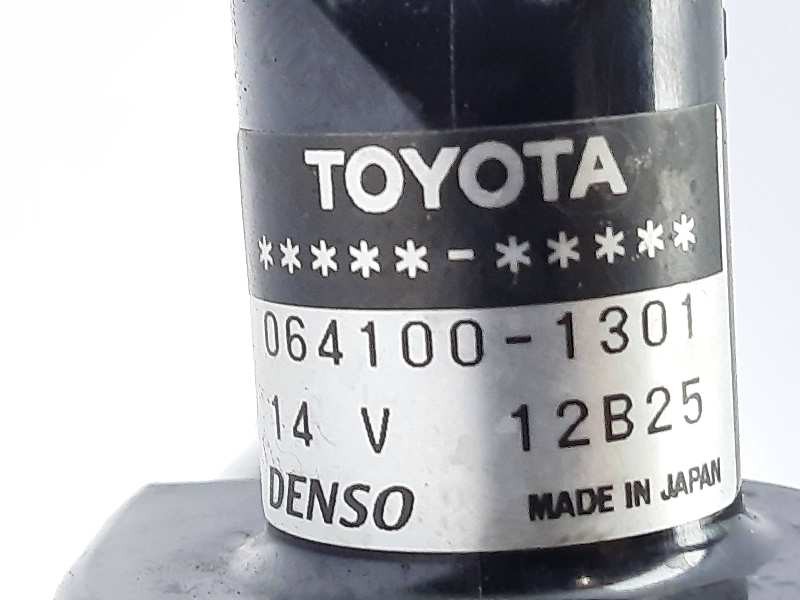 TOYOTA
*****-*****
064100-1301
14 V 12B25
DENSO MADE IN JAPAN